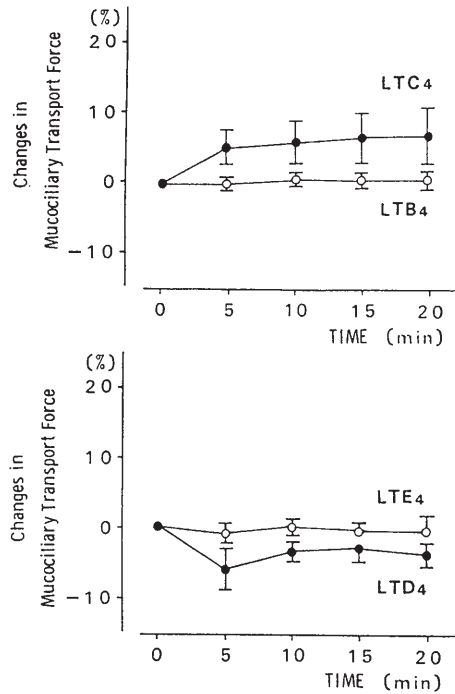 (%)
20
10
0
−10
Changes in
Mucociliary Transport Force
LTC4
LTB4
0 5 10 15 20
TIME (min)
(%)
20
10
0
−10
Changes in
Mucociliary Transport Force
LTE4
LTD4
0 5 10 15 20
TIME (min)